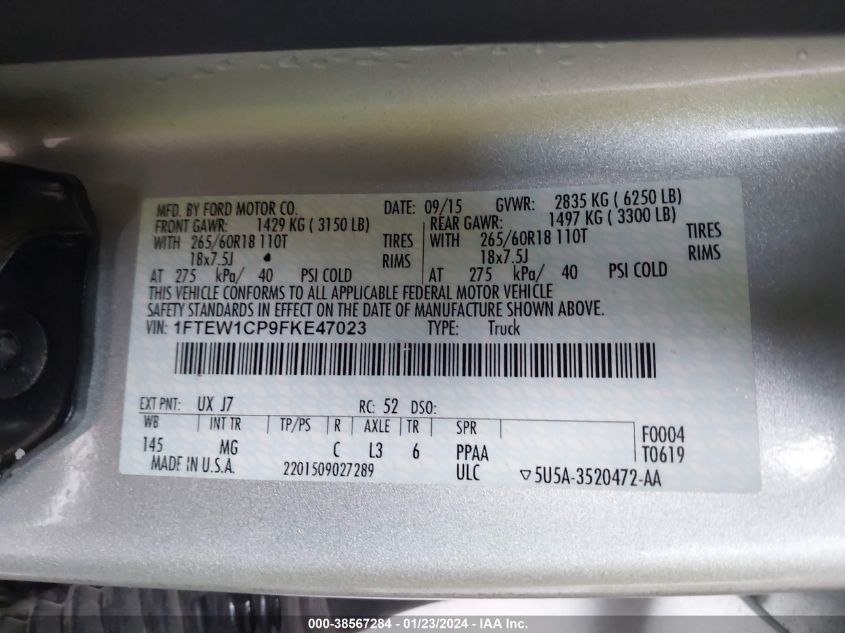 MFD. BY FORD MOTOR CO. DATE: 09/15 GVWR: 2835 KG ( 6250 LB)
FRONT GAWR: 1429 KG ( 3150 LB) REAR GAWR: 1497 KG ( 3300 LB)
WITH 265/60R18 110T TIRES WITH 265/60R18 110T TIRES
18x7.5J RIMS 18x7.5J RIMS
AT 275 kPa/ 40 PSI COLD AT 275 kPa/ 40 PSI COLD
THIS VEHICLE CONFORMS TO ALL APPLICABLE FEDERAL MOTOR VEHICLE
SAFETY STANDARDS IN EFFECT ON THE DATE OF MANUFACTURE SHOWN ABOVE.
VIN: 1FTEW1CP9FKE47023 TYPE: Truck
EXT PNT: UX J7 RC: 52 DSO:
WB INT TR TP/PS R AXLE TR SPR F0004
145 MG C L3 6 PPAA T0619
MADE IN U.S.A. 2201509027289 ULC ▽5U5A-3520472-AA
000-38567284 - 01/23/2024 - IAA Inc.